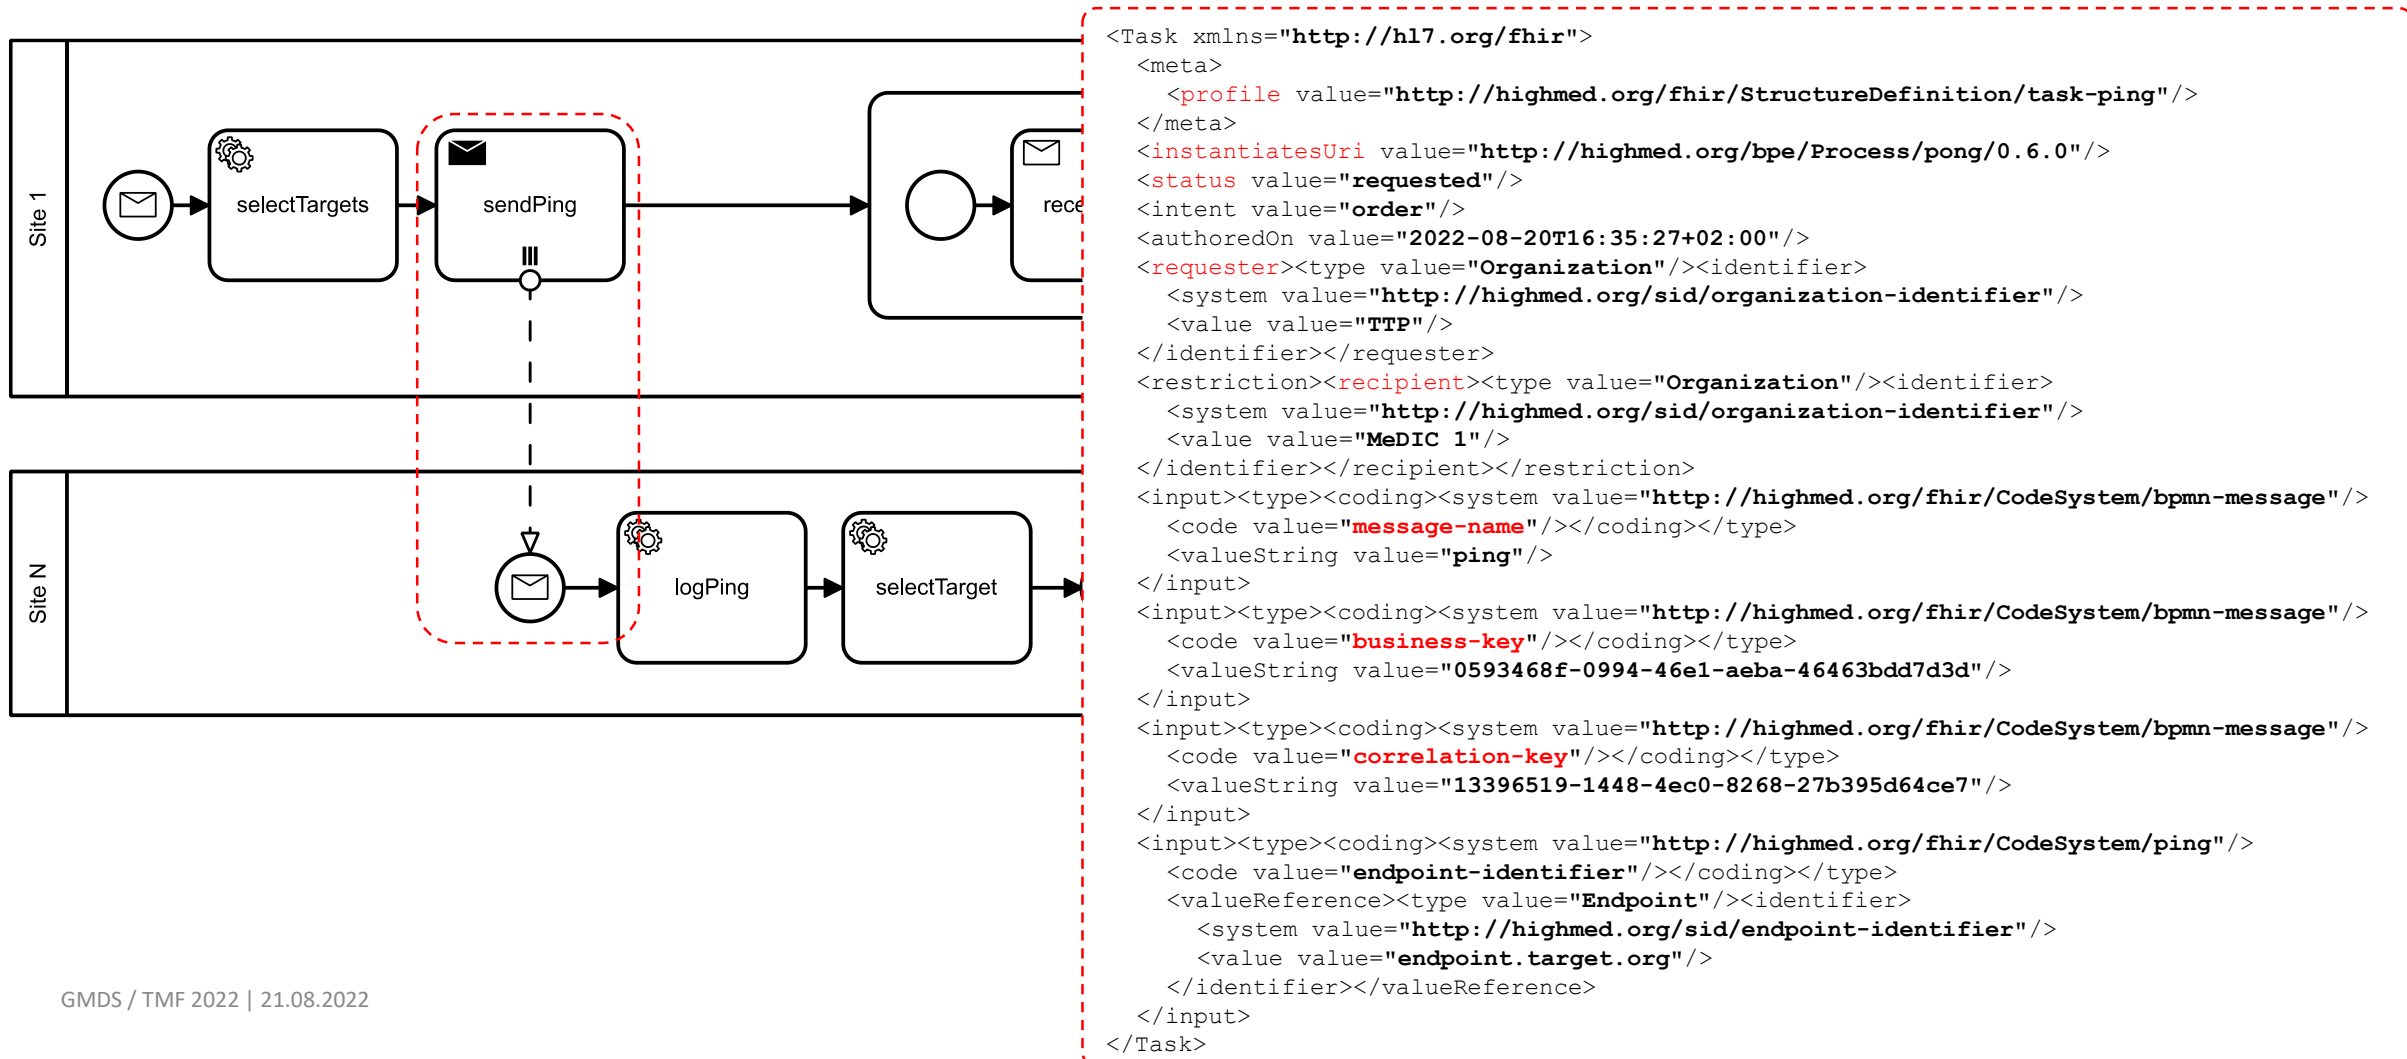 Site 1
selectTargets
sendPing
rece
Site N
logPing
selectTarget
<Task xmlns="http://hl7.org/fhir">
<meta>
<profile value="http://highmed.org/fhir/StructureDefinition/task-ping"/>
</meta>
<instantiatesUri value="http://highmed.org/bpe/Process/pong/0.6.0"/>
<status value="requested"/>
<intent value="order"/>
<authoredOn value="2022-08-20T16:35:27+02:00"/>
<requester><type value="Organization"/><identifier>
<system value="http://highmed.org/sid/organization-identifier"/>
<value value="TTP"/>
</identifier></requester>
<restriction><recipient><type value="Organization"/><identifier>
<system value="http://highmed.org/sid/organization-identifier"/>
<value value="MeDIC 1"/>
</identifier></recipient></restriction>
<input><type><coding><system value="http://highmed.org/fhir/CodeSystem/bpmn-message"/>
<code value="message-name"/></coding></type>
<valueString value="ping"/>
</input>
<input><type><coding><system value="http://highmed.org/fhir/CodeSystem/bpmn-message"/>
<code value="business-key"/></coding></type>
<valueString value="0593468f-0994-46e1-aeba-46463bdd7d3d"/>
</input>
<input><type><coding><system value="http://highmed.org/fhir/CodeSystem/bpmn-message"/>
<code value="correlation-key"/></coding></type>
<valueString value="13396519-1448-4ec0-8268-27b395d64ce7"/>
</input>
<input><type><coding><system value="http://highmed.org/fhir/CodeSystem/ping"/>
<code value="endpoint-identifier"/></coding></type>
<valueReference><type value="Endpoint"/><identifier>
<system value="http://highmed.org/sid/endpoint-identifier"/>
<value value="endpoint.target.org"/>
</identifier></valueReference>
</input>
</Task>
GMDS / TMF 2022 | 21.08.2022